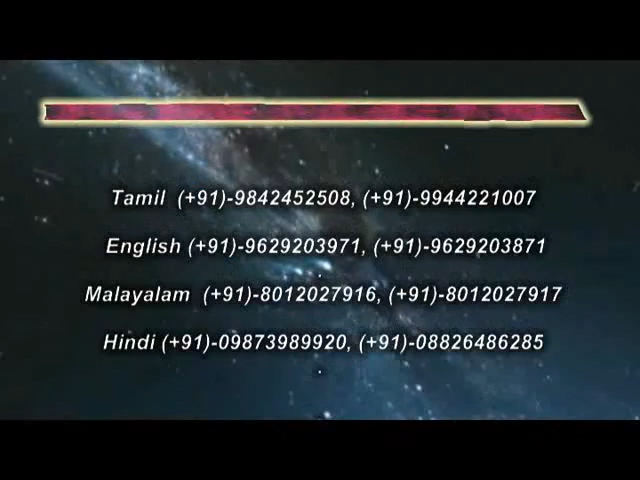 Tamil (+91)-9842452508, (+91)-9944221007
English (+91)-9629203971, (+91)-9629203871
Malayalam (+91)-8012027916, (+91)-8012027917
Hindi (+91)-09873989920, (+91)-08826486285